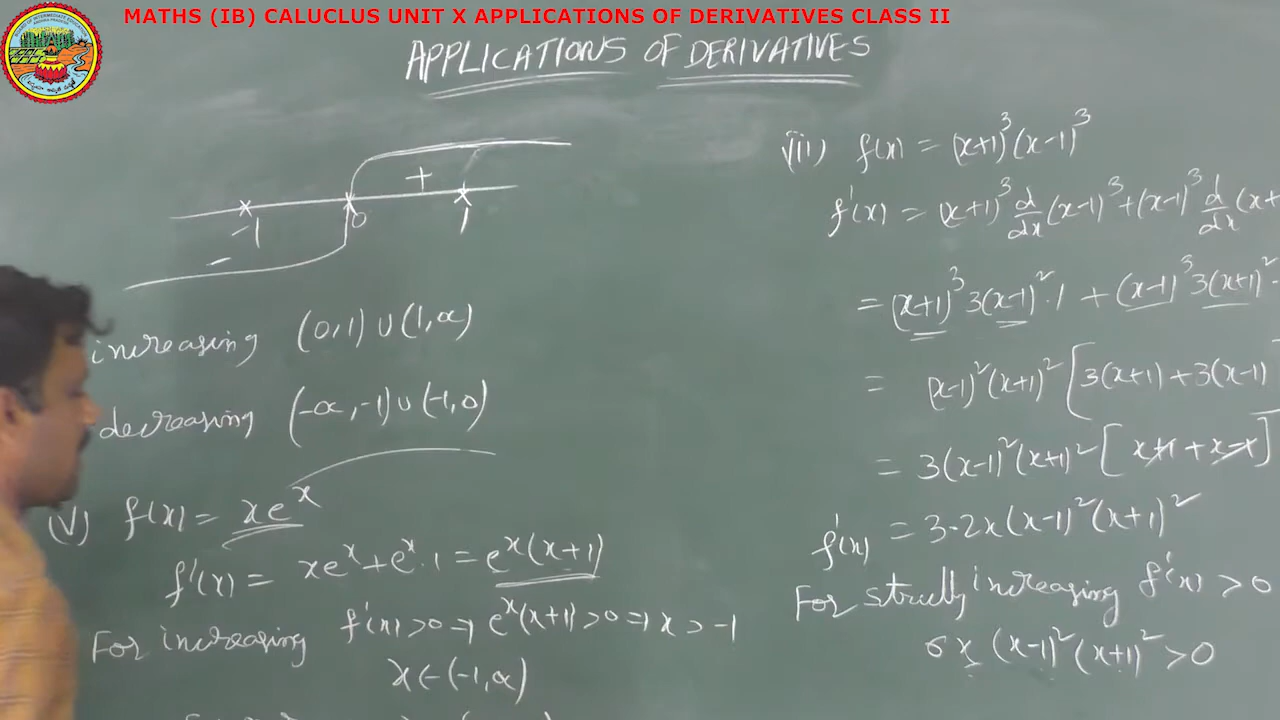 MATHS (IB) CALUCLUS UNIT X APPLICATIONS OF DERIVATIVES CLASS II
APPLICATIONS OF DERIVATIVES
-1 0 + 1
-
increasing (0,1) ∪ (1,∝)
decreasing (-∝,-1) ∪ (-1,0)
(V) f(x) = xe^x
f'(x) = xe^x + e^x.1 = e^x(x+1)
For increasing f'(x) > 0 ⇒ e^x(x+1) > 0 ⇒ x > -1
x ∈ (-1,∝)
(iii) f(x) = (x+1)^3 (x-1)^3
f'(x) = (x+1)^3 d/dx (x-1)^3 + (x-1)^3 d/dx (x+
= (x+1)^3 3(x-1)^2 . 1 + (x-1)^3 3(x+1)^2 .
= (x-1)^2 (x+1)^2 [3(x+1) + 3(x-1)
= 3(x-1)^2 (x+1)^2 [x+1 + x-1]
f'(x) = 3.2x(x-1)^2 (x+1)^2
For strictly increasing f'(x) > 0
6x (x-1)^2 (x+1)^2 > 0